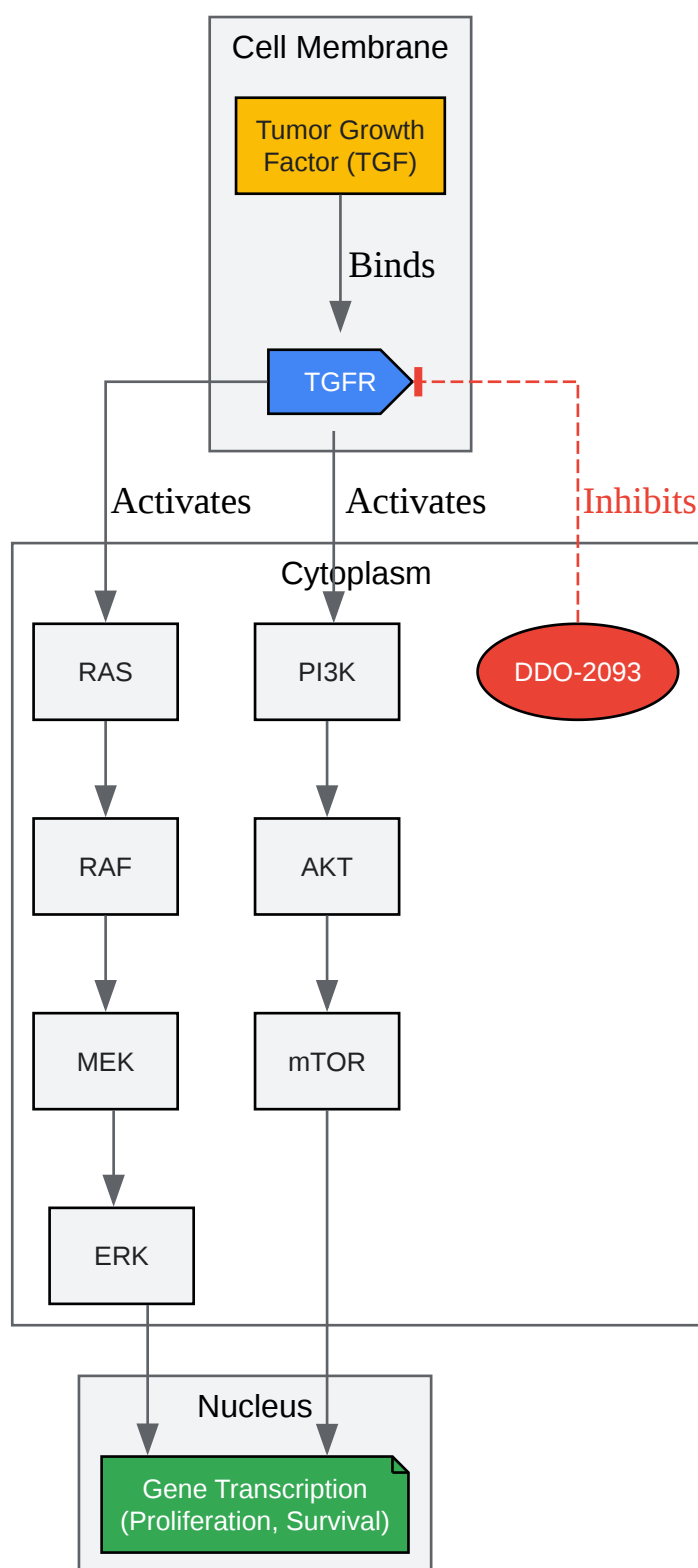 Cell Membrane
Tumor Growth
Factor (TGF)
Binds
TGFR
Activates
Activates
Inhibits
Cytoplasm
RAS
PI3K
DDO-2093
RAF
AKT
MEK
mTOR
ERK
Nucleus
Gene Transcription
(Proliferation, Survival)